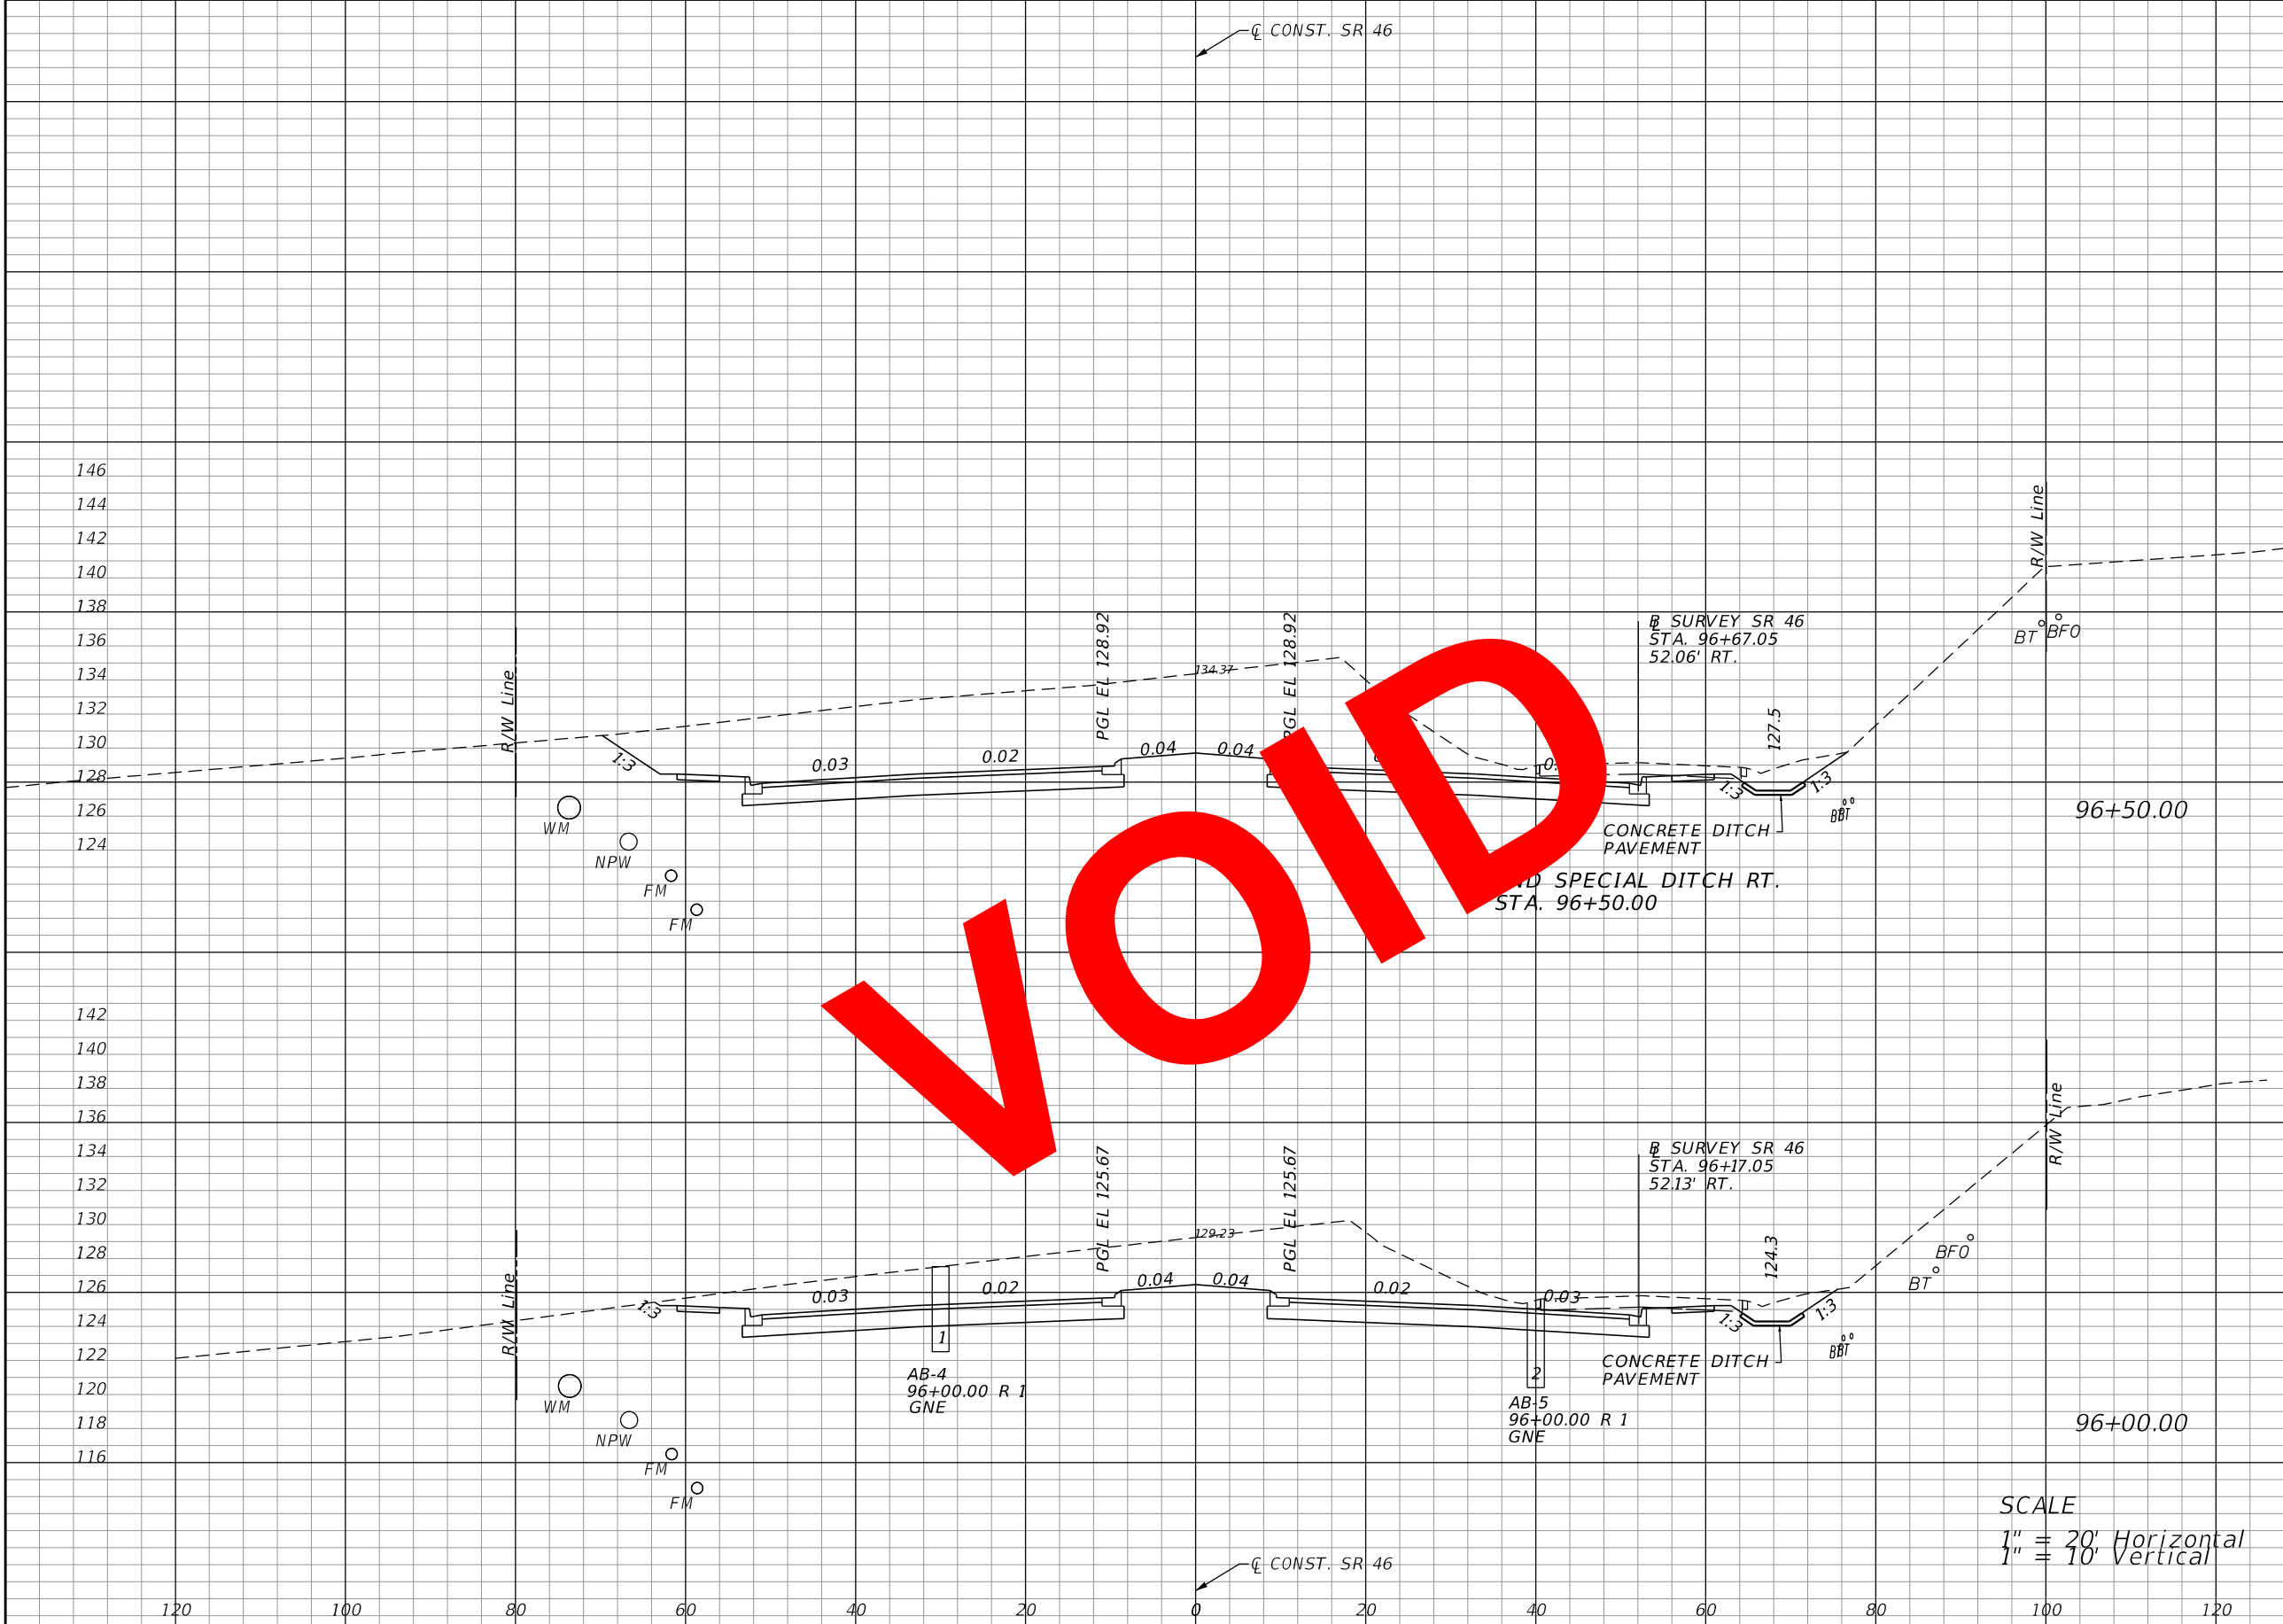 ℄ CONST. SR 46
146
144
142
140
138
136
134
132
130
128
126
124
R/W Line
1:3
0.03
0.02
PGL EL 128.92
0.04
134.37
0.04
PGL EL 128.92
B SURVEY SR 46
STA. 96+67.05
52.06' RT.
127.5
1:3
1:3
R/W Line
BT
BFO
BT
96+50.00
WM
NPW
FM
FM
CONCRETE DITCH
PAVEMENT
SPECIAL DITCH RT.
STA. 96+50.00
VOID
142
140
138
136
134
132
130
128
126
124
122
120
118
116
R/W Line
1:3
0.03
0.02
PGL EL 125.67
0.04
129.23
0.04
PGL EL 125.67
0.02
0.03
B SURVEY SR 46
STA. 96+17.05
52.13' RT.
124.3
1:3
1:3
R/W Line
BFO
BT
BT
WM
NPW
FM
FM
1
AB-4
96+00.00 R 1
GNE
2
AB-5
96+00.00 R 1
GNE
CONCRETE DITCH
PAVEMENT
96+00.00
SCALE
1" = 20' Horizontal
1" = 10' Vertical
℄ CONST. SR 46
120
100
80
60
40
20
0
20
40
60
80
100
120